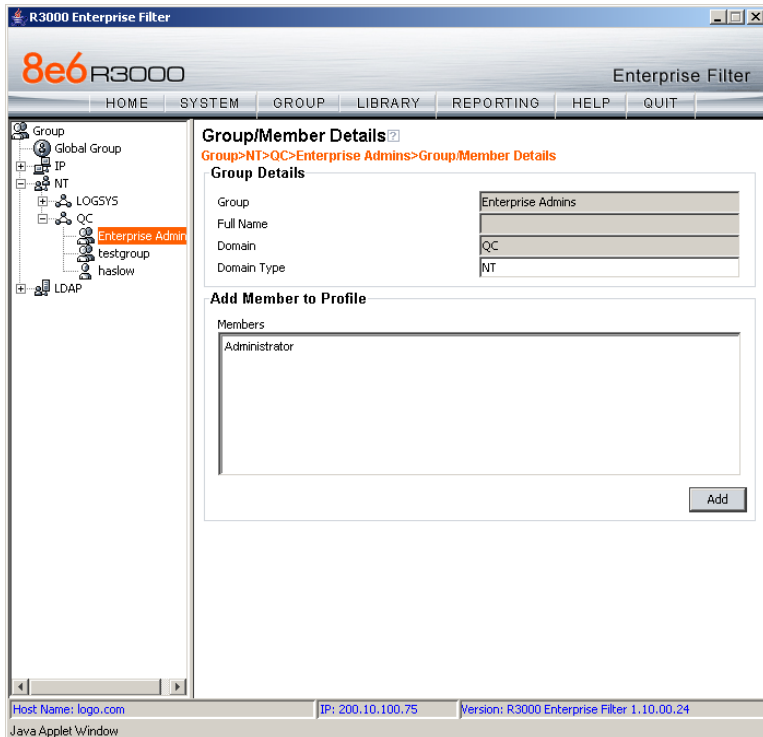 R3000 Enterprise Filter
8e6 R3000
Enterprise Filter
HOME SYSTEM GROUP LIBRARY REPORTING HELP QUIT
Group
Global Group
IP
NT
LOGSYS
QC
Enterprise Admin
testgroup
haslow
LDAP
Group/Member Details ?
Group>NT>QC>Enterprise Admins>Group/Member Details
Group Details
Group Enterprise Admins
Full Name
Domain QC
Domain Type NT
Add Member to Profile
Members
Administrator
Add
Host Name: logo.com IP: 200.10.100.75 Version: R3000 Enterprise Filter 1.10.00.24
Java Applet Window